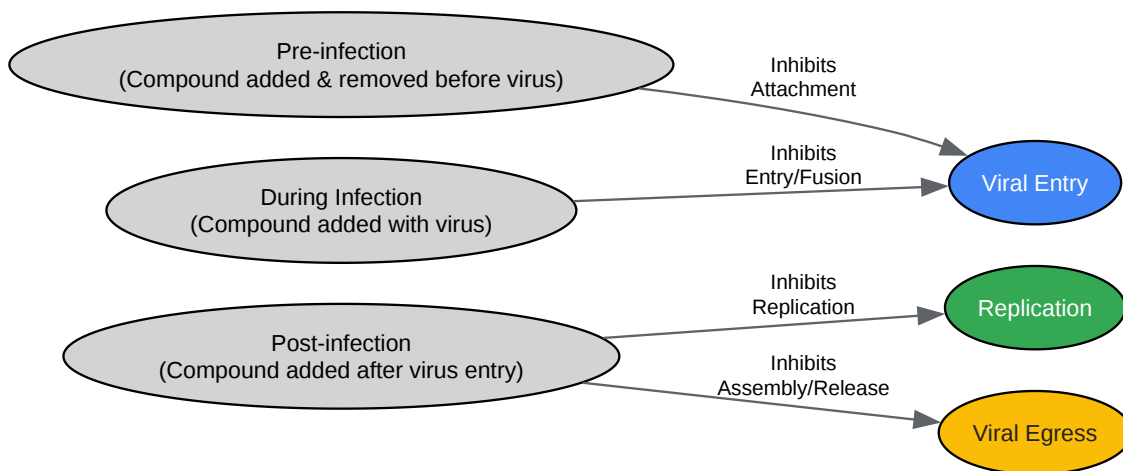 Pre-infection
(Compound added & removed before virus)
Inhibits
Attachment
During Infection
(Compound added with virus)
Inhibits
Entry/Fusion
Viral Entry
Post-infection
(Compound added after virus entry)
Inhibits
Replication
Replication
Inhibits
Assembly/Release
Viral Egress